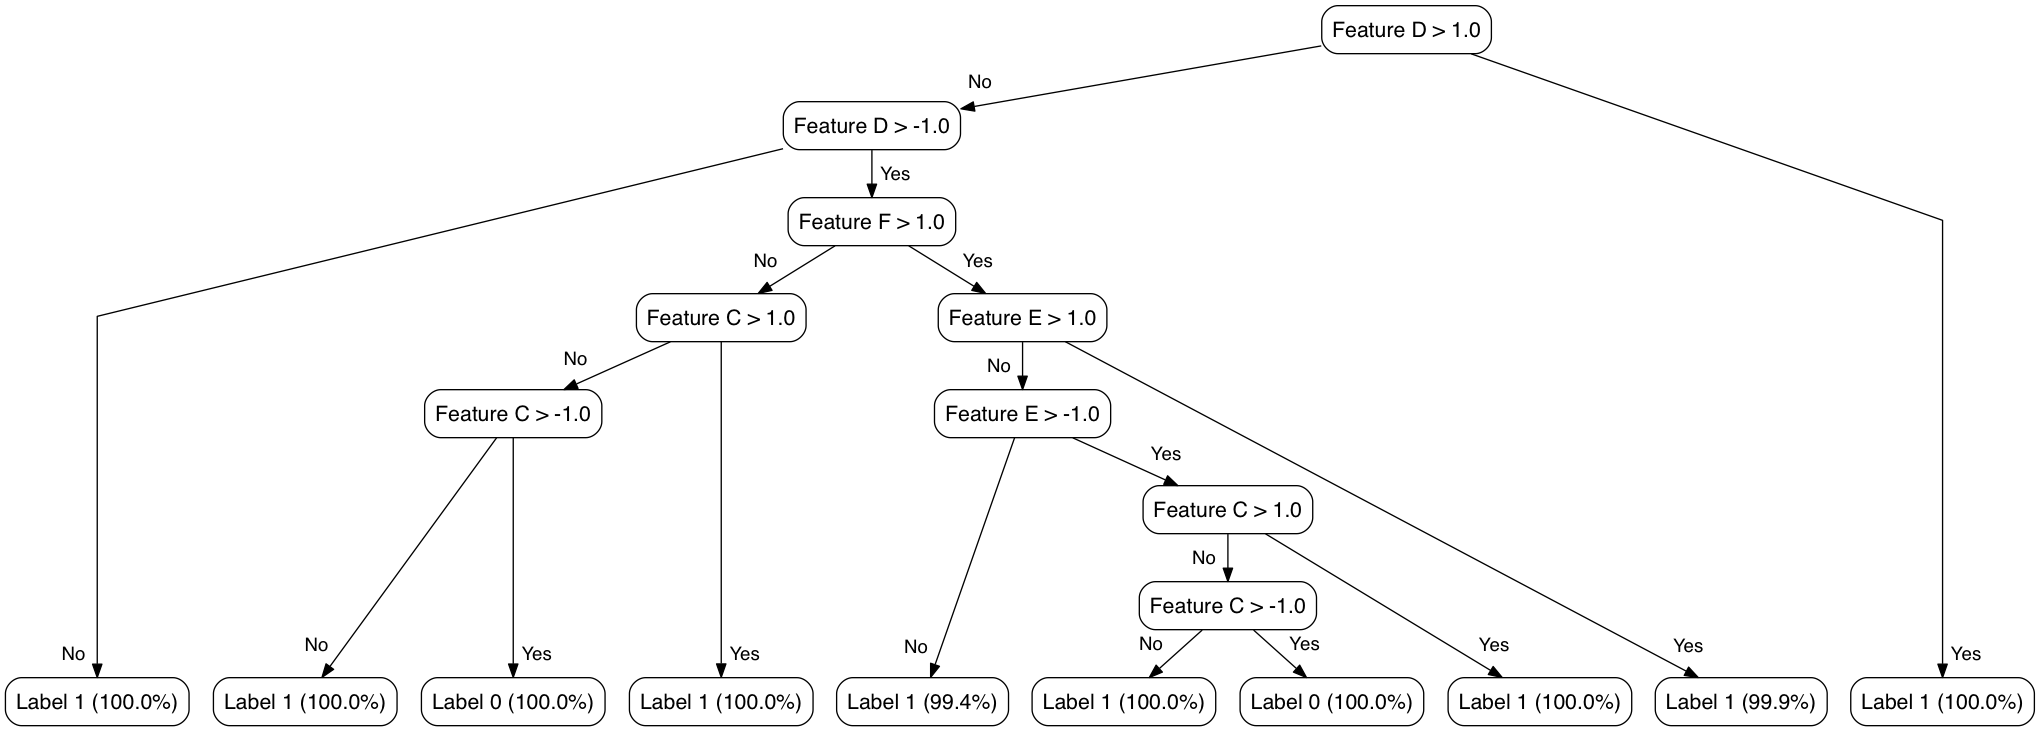 Feature D > 1.0
No
Feature D > -1.0
Yes
Feature F > 1.0
No
Yes
Feature C > 1.0
Feature E > 1.0
No
No
Feature C > -1.0
Feature E > -1.0
Yes
Feature C > 1.0
No
Feature C > -1.0
No
No
Yes
Yes
No
No
Yes
Yes
Yes
Yes
Label 1 (100.0%)
Label 1 (100.0%)
Label 0 (100.0%)
Label 1 (100.0%)
Label 1 (99.4%)
Label 1 (100.0%)
Label 0 (100.0%)
Label 1 (100.0%)
Label 1 (99.9%)
Label 1 (100.0%)